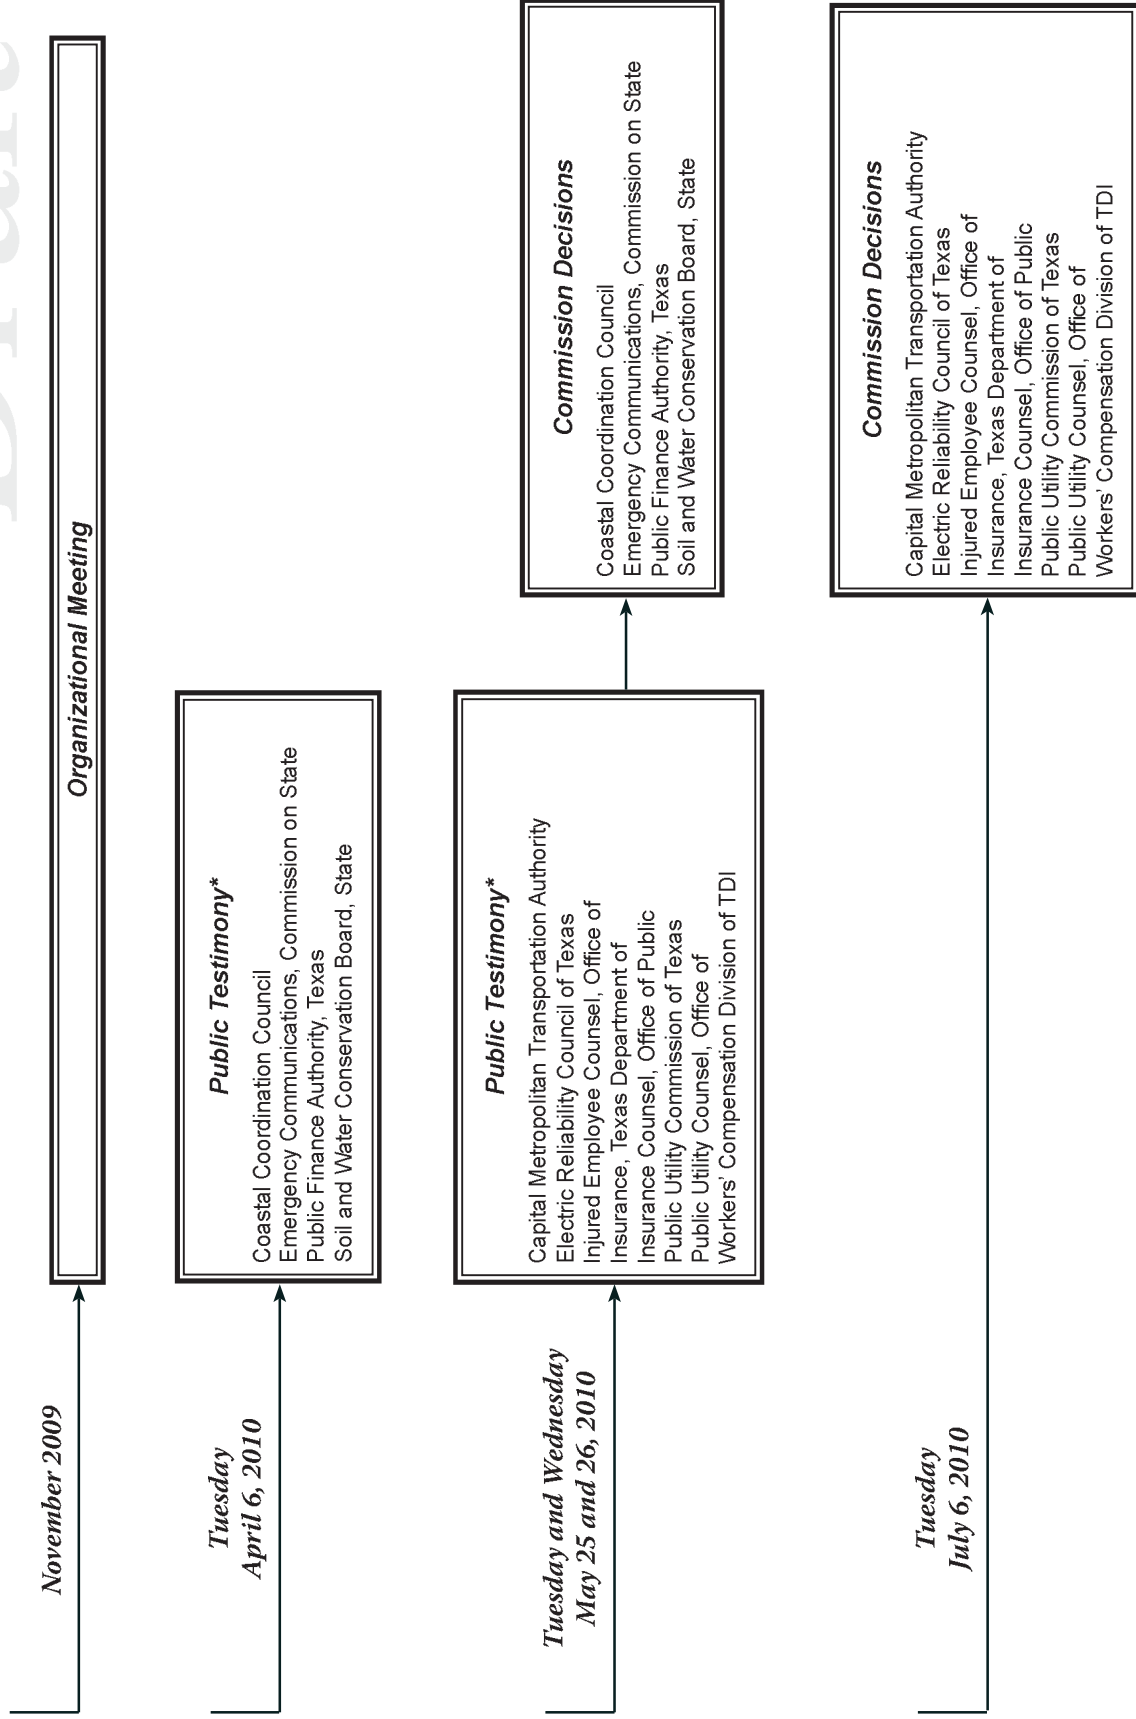 November 2009
Organizational Meeting
Tuesday
April 6, 2010
Public Testimony*
Coastal Coordination Council
Emergency Communications, Commission on State
Public Finance Authority, Texas
Soil and Water Conservation Board, State
Tuesday and Wednesday
May 25 and 26, 2010
Public Testimony*
Capital Metropolitan Transportation Authority
Electric Reliability Council of Texas
Injured Employee Counsel, Office of
Insurance, Texas Department of
Insurance Counsel, Office of Public
Public Utility Commission of Texas
Public Utility Counsel, Office of
Workers' Compensation Division of TDI
Commission Decisions
Coastal Coordination Council
Emergency Communications, Commission on State
Public Finance Authority, Texas
Soil and Water Conservation Board, State
Tuesday
July 6, 2010
Commission Decisions
Capital Metropolitan Transportation Authority
Electric Reliability Council of Texas
Injured Employee Counsel, Office of
Insurance, Texas Department of
Insurance Counsel, Office of Public
Public Utility Commission of Texas
Public Utility Counsel, Office of
Workers' Compensation Division of TDI